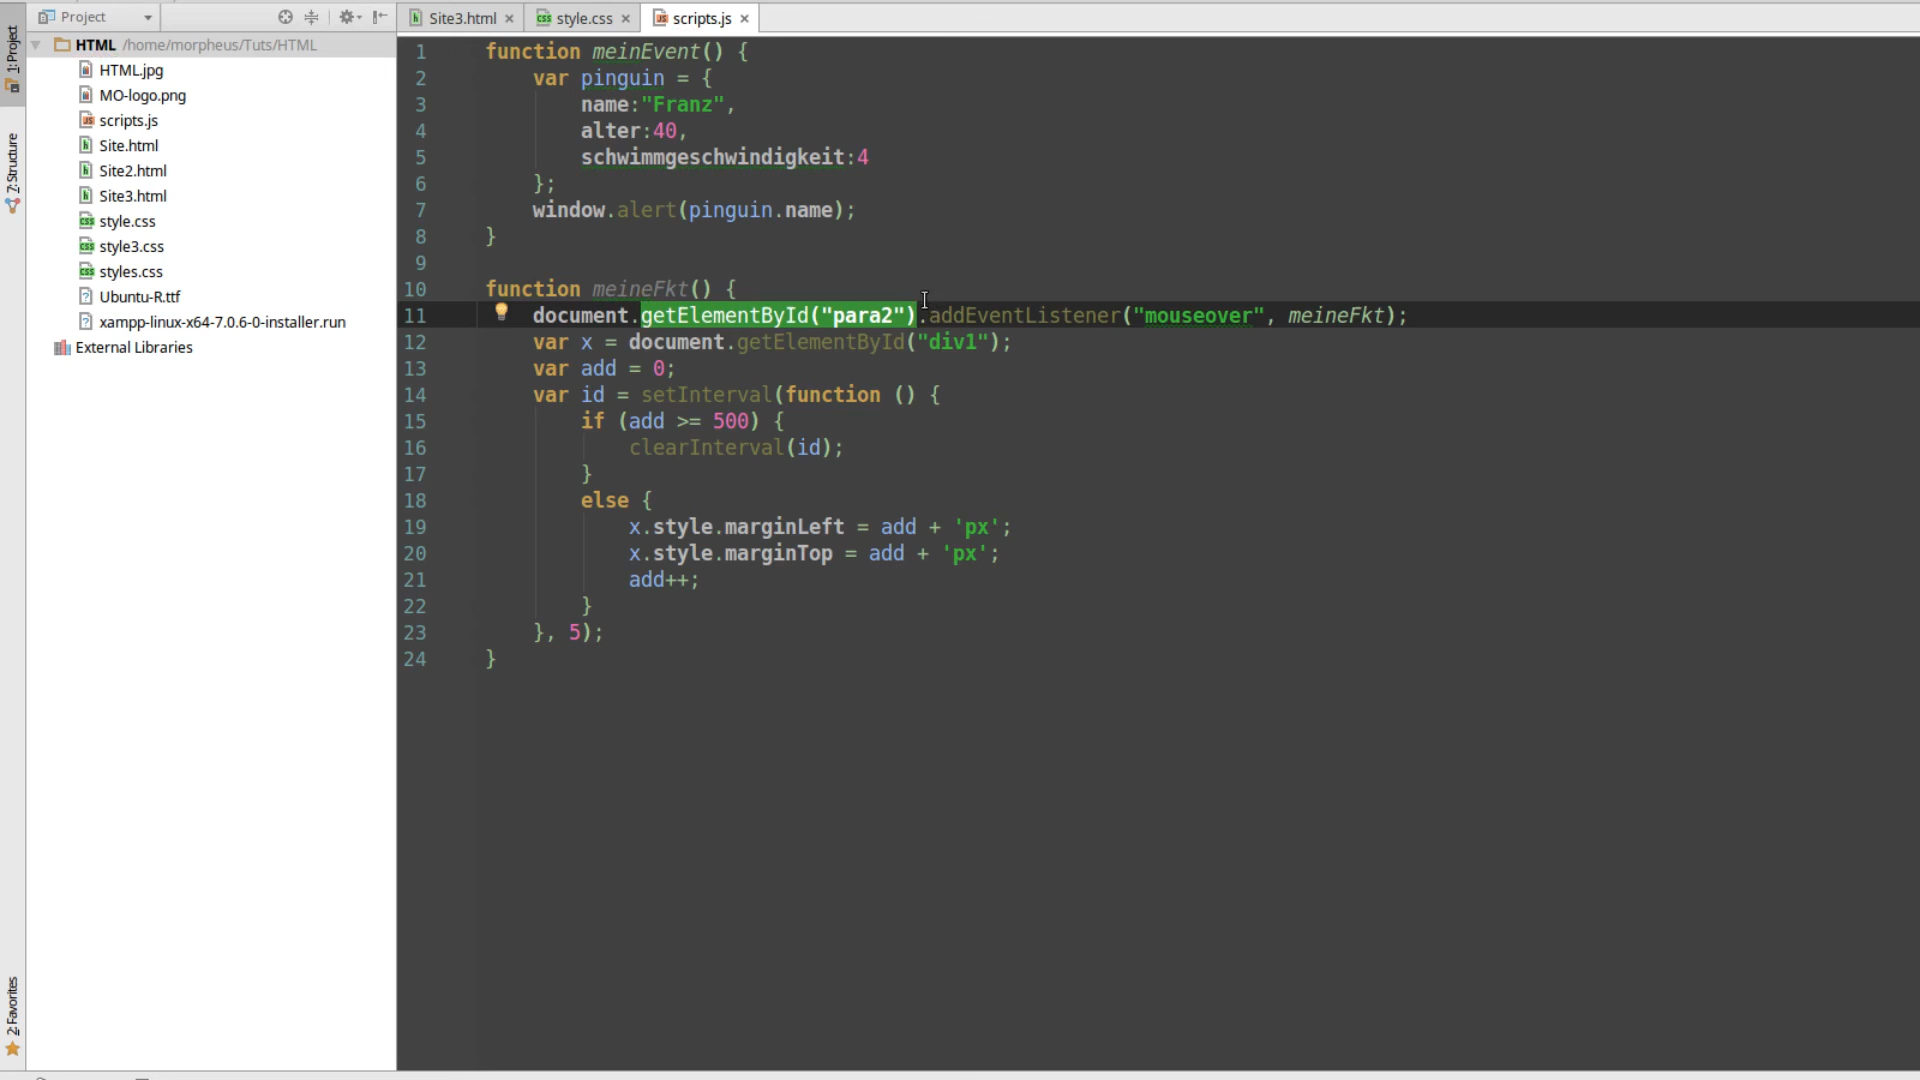 Project
Site3.html
style.css
scripts.js
1: Project
7: Structure
2: Favorites
HTML /home/morpheus/Tuts/HTML
HTML.jpg
MO-logo.png
scripts.js
Site.html
Site2.html
Site3.html
style.css
style3.css
styles.css
Ubuntu-R.ttf
xampp-linux-x64-7.0.6-0-installer.run
External Libraries
1 function meinEvent() {
2 var pinguin = {
3 name:"Franz",
4 alter:40,
5 schwimmgeschwindigkeit:4
6 };
7 window.alert(pinguin.name);
8 }
9
10 function meineFkt() {
11 document.getElementById("para2").addEventListener("mouseover", meineFkt);
12 var x = document.getElementById("div1");
13 var add = 0;
14 var id = setInterval(function () {
15 if (add >= 500) {
16 clearInterval(id);
17 }
18 else {
19 x.style.marginLeft = add + 'px';
20 x.style.marginTop = add + 'px';
21 add++;
22 }
23 }, 5);
24 }